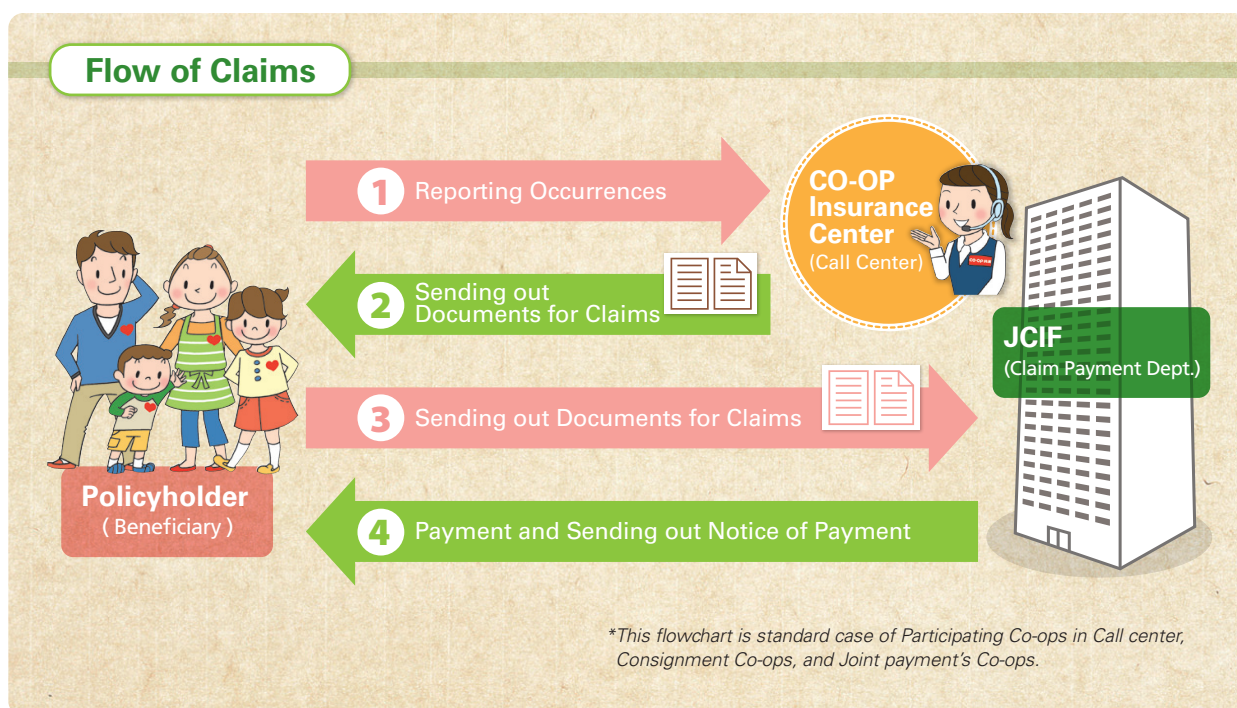 Flow of Claims
1 Reporting Occurrences
CO-OP
Insurance
Center
(Call Center)
2 Sending out
Documents for Claims
JCIF
(Claim Payment Dept.)
3 Sending out Documents for Claims
Policyholder
( Beneficiary )
4 Payment and Sending out Notice of Payment
*This flowchart is standard case of Participating Co-ops in Call center,
Consignment Co-ops, and Joint payment's Co-ops.